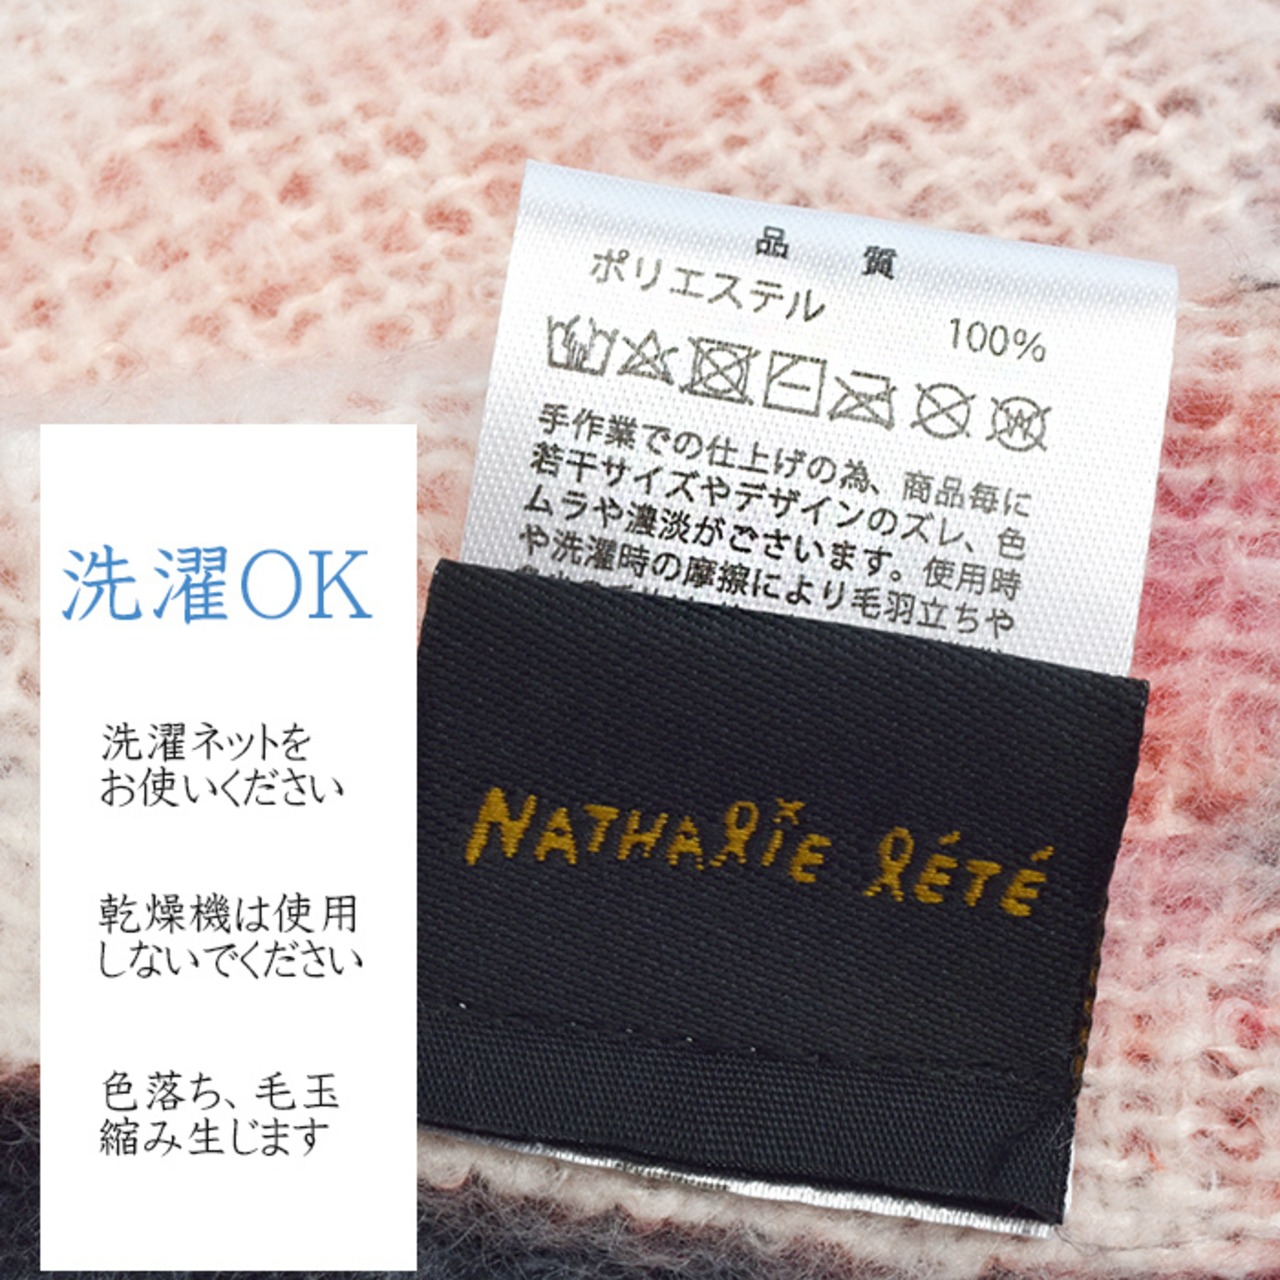 洗濯OK
洗濯ネットを
お使いください
乾燥機は使用
しないでください
色落ち、毛玉
縮み生じます
品 質
ポリエステル 100%
手作業での仕上げの為、商品毎に
若干サイズやデザインのズレ、色
ムラや濃淡がございます。使用時
や洗濯時の摩擦により毛羽立ちや
NATHALIE LÉTÉ